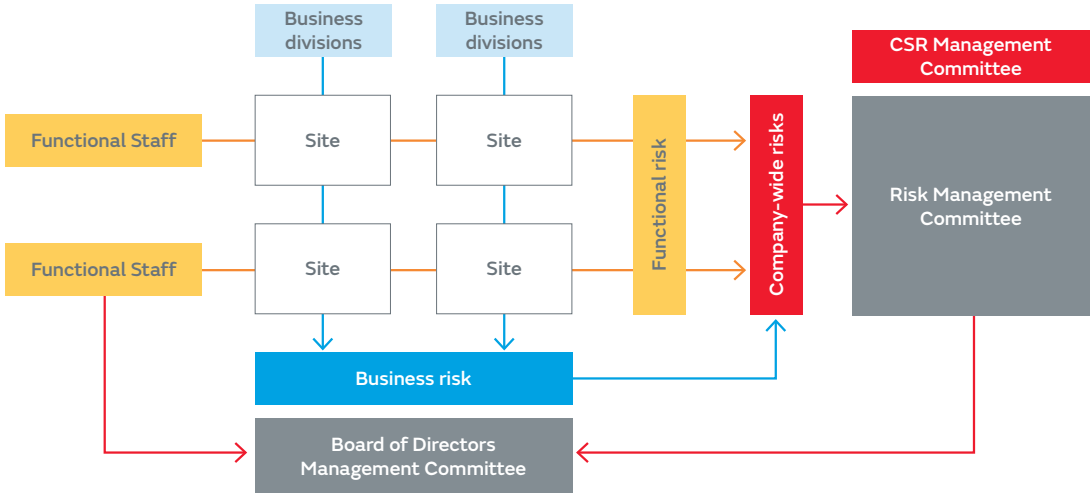 Business
divisions
Business
divisions
CSR Management
Committee
Functional Staff
Site
Site
Functional risk
Company-wide risks
Risk Management
Committee
Functional Staff
Site
Site
Business risk
Board of Directors
Management Committee